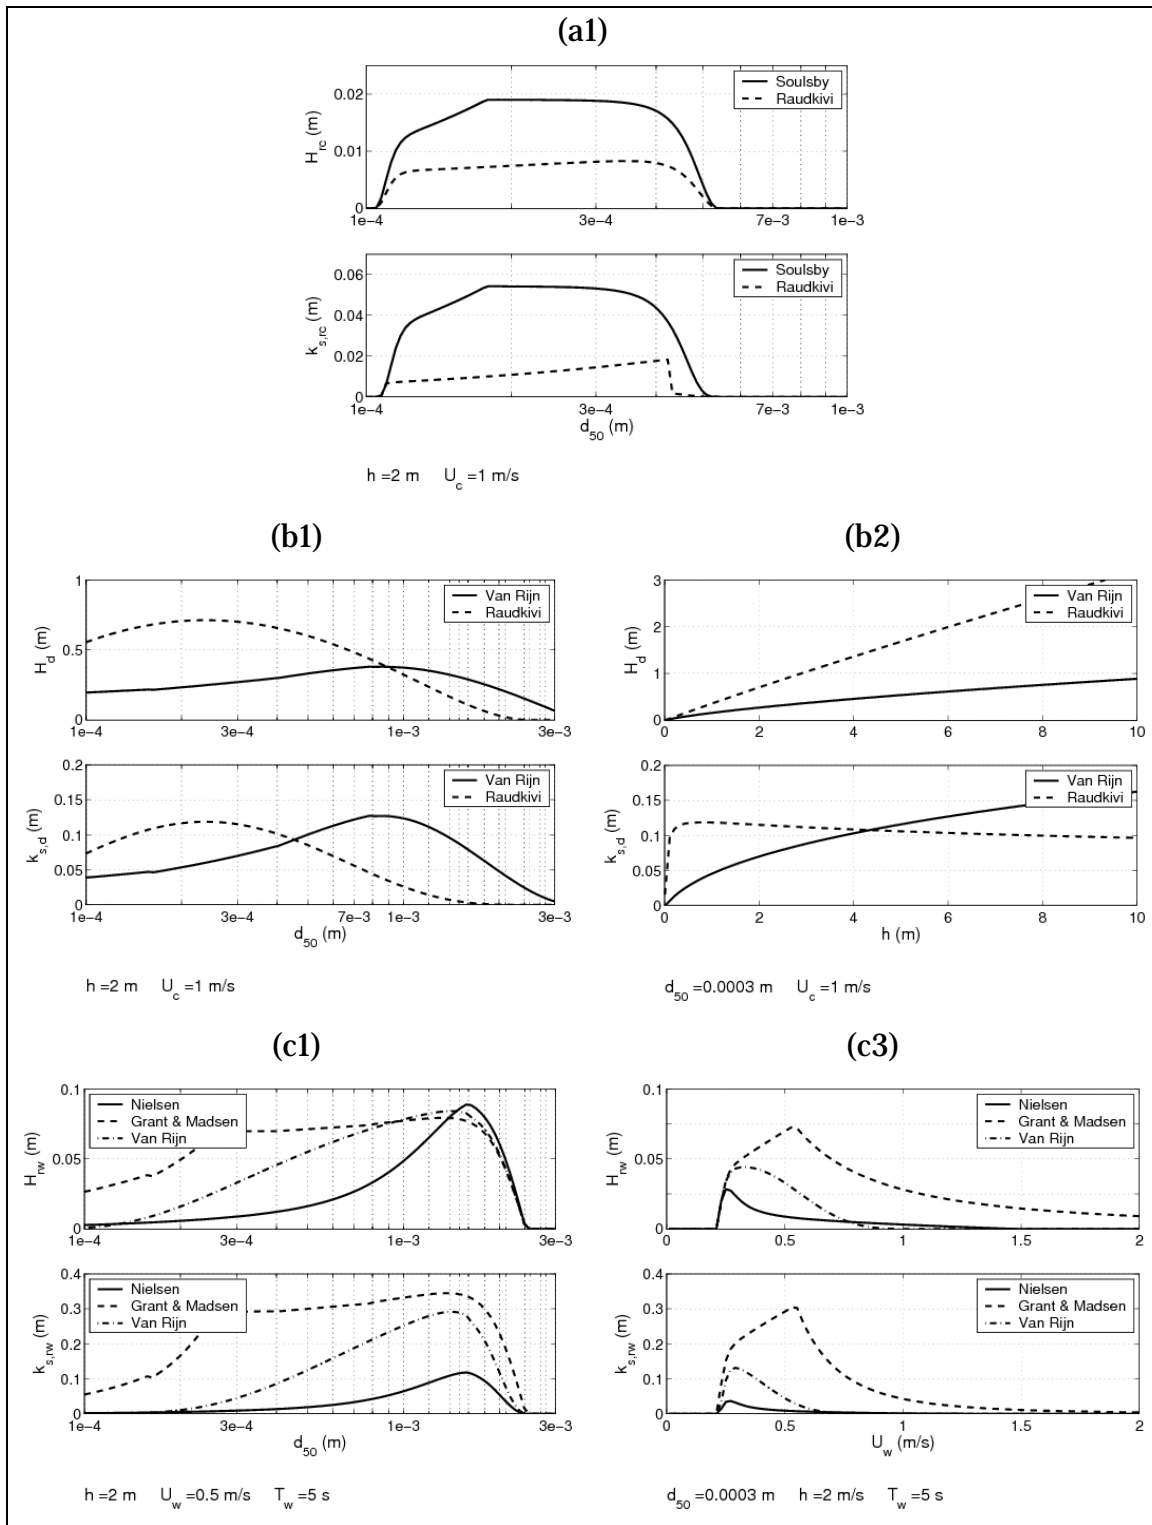 (a1)
Soulsby
Raudkivi
0.02
0.01
0
H_rc (m)
1e-4 3e-4 7e-3 1e-3
Soulsby
Raudkivi
0.06
0.04
0.02
0
k_s,rc (m)
1e-4 3e-4 7e-3 1e-3
d_50 (m)
h =2 m U_c =1 m/s
(b1)
Van Rijn
Raudkivi
1
0.5
0
H_d (m)
1e-4 3e-4 1e-3 3e-3
Van Rijn
Raudkivi
0.2
0.15
0.1
0.05
0
k_s,d (m)
1e-4 3e-4 7e-3 1e-3 3e-3
d_50 (m)
h =2 m U_c =1 m/s
(b2)
Van Rijn
Raudkivi
3
2
1
0
H_d (m)
0 2 4 6 8 10
Van Rijn
Raudkivi
0.2
0.15
0.1
0.05
0
k_s,d (m)
0 2 4 6 8 10
h (m)
d_50 =0.0003 m U_c =1 m/s
(c1)
Nielsen
Grant & Madsen
Van Rijn
0.1
0.05
0
H_rw (m)
1e-4 3e-4 1e-3 3e-3
Nielsen
Grant & Madsen
Van Rijn
0.4
0.3
0.2
0.1
0
k_s,rw (m)
1e-4 3e-4 1e-3 3e-3
d_50 (m)
h =2 m U_w =0.5 m/s T_w =5 s
(c3)
Nielsen
Grant & Madsen
Van Rijn
0.1
0.05
0
H_rw (m)
0 0.5 1 1.5 2
Nielsen
Grant & Madsen
Van Rijn
0.4
0.3
0.2
0.1
0
k_s,rw (m)
0 0.5 1 1.5 2
U_w (m/s)
d_50 =0.0003 m h =2 m/s T_w =5 s